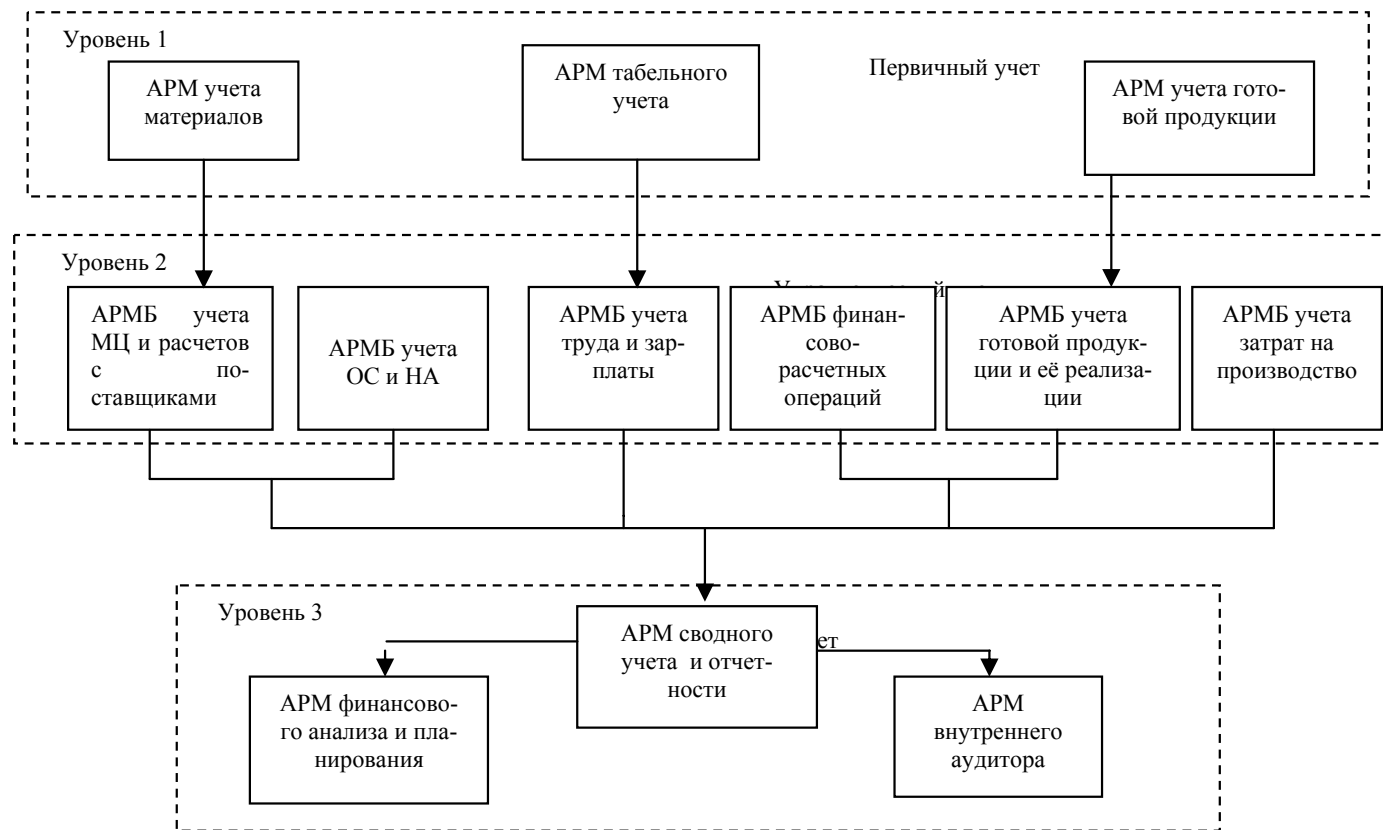 Уровень 1
АРМ учета
материалов
АРМ табельного
учета
Первичный учет
АРМ учета гото-
вой продукции
Уровень 2
АРМБ учета
МЦ и расчетов
с по-
ставщиками
АРМБ учета
ОС и НА
АРМБ учета
труда и зар-
платы
АРМБ финан-
сово-
расчетных
операций
АРМБ учета
готовой продук-
ции и её реализа-
ции
АРМБ учета
затрат на
производство
Уровень 3
АРМ сводного
учета и отчет-
ности
ет
АРМ финансово-
го анализа и пла-
нирования
АРМ
внутреннего
аудитора